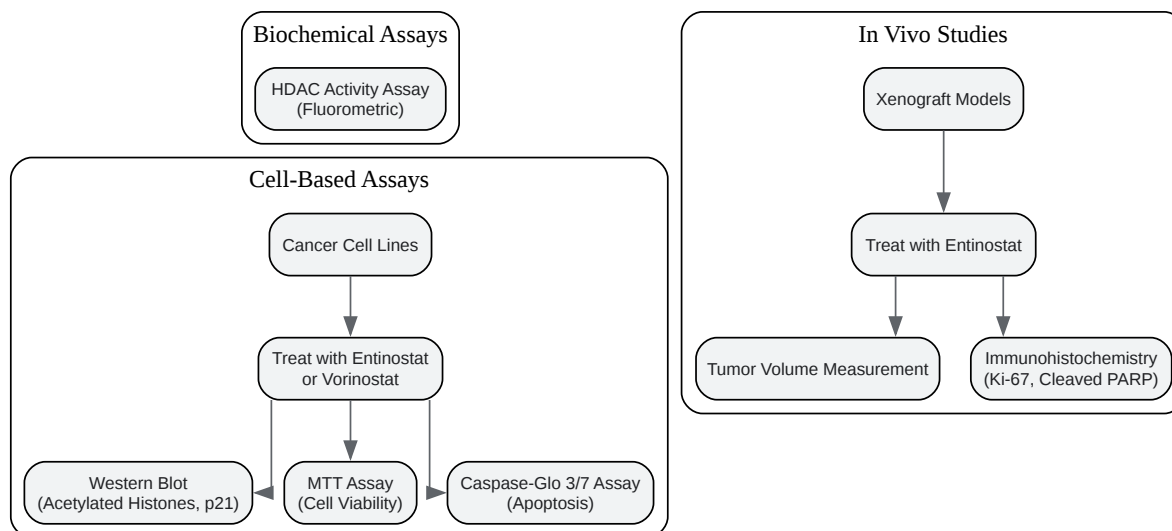 Biochemical Assays
HDAC Activity Assay
(Fluorometric)
Cell-Based Assays
Cancer Cell Lines
Treat with Entinostat
or Vorinostat
Western Blot
(Acetylated Histones, p21)
MTT Assay
(Cell Viability)
Caspase-Glo 3/7 Assay
(Apoptosis)
In Vivo Studies
Xenograft Models
Treat with Entinostat
Tumor Volume Measurement
Immunohistochemistry
(Ki-67, Cleaved PARP)